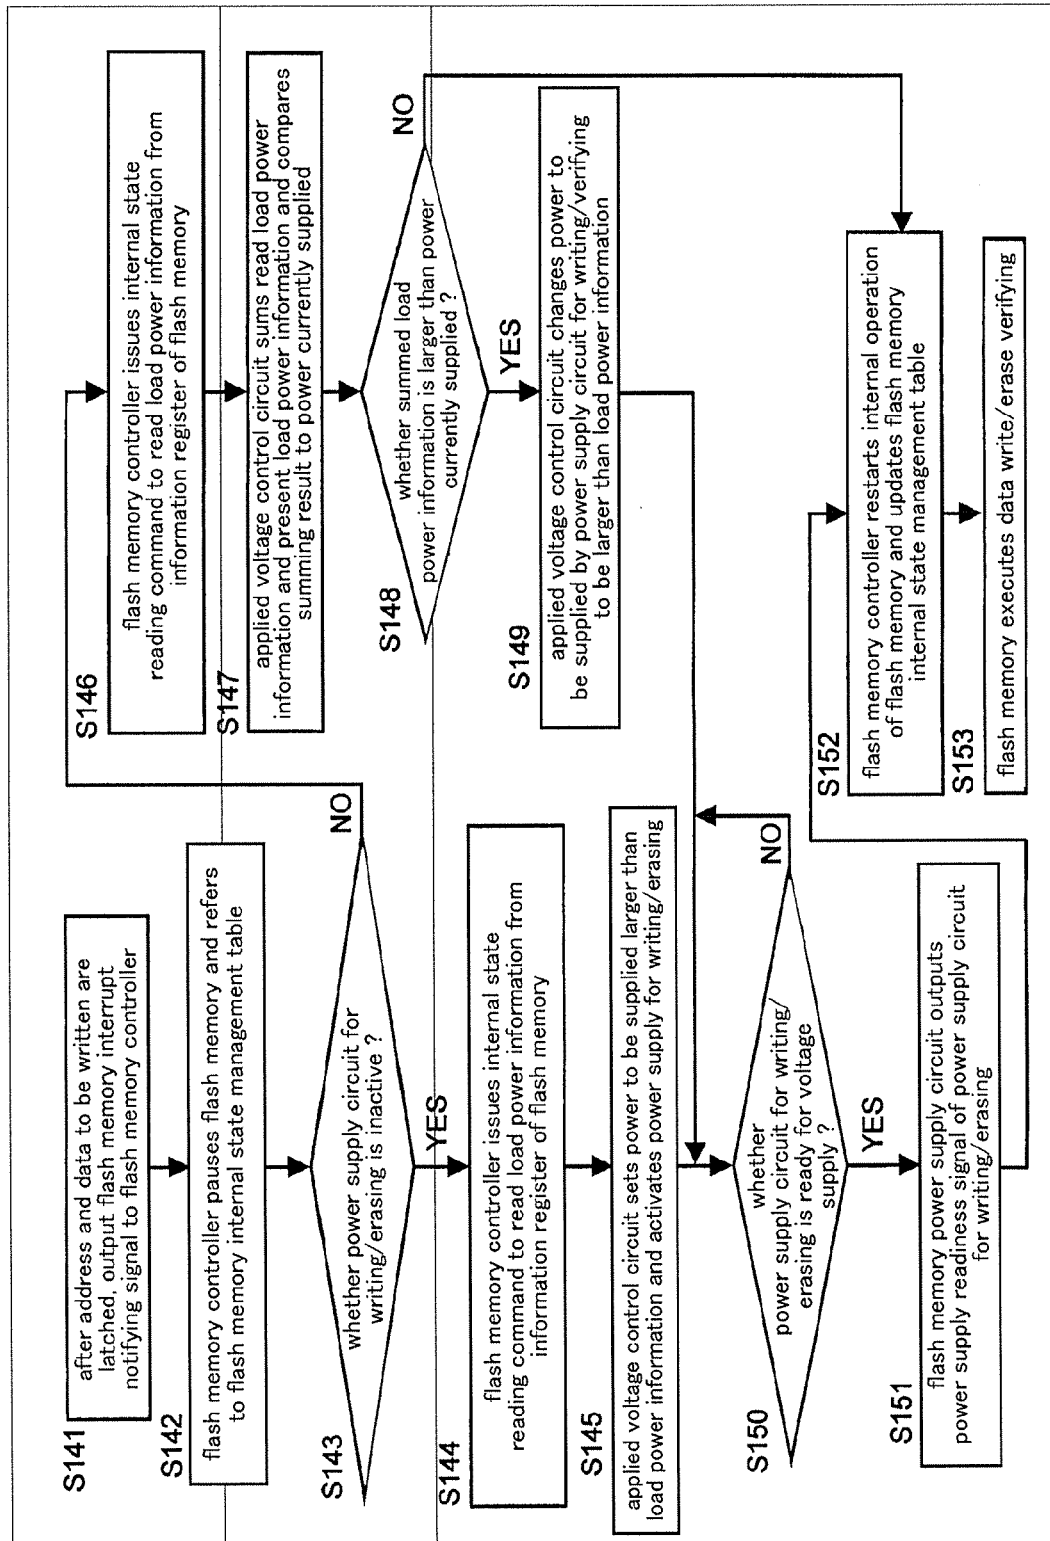 S141
after address and data to be written are
latched, output flash memory interrupt
notifying signal to flash memory controller
S142
flash memory controller pauses flash memory and refers
to flash memory internal state management table
S143
whether power supply circuit for
writing/erasing is inactive ?
NO
YES
S144
flash memory controller issues internal state
reading command to read load power information from
information register of flash memory
S145
applied voltage control circuit sets power to be supplied larger than
load power information and activates power supply for writing/erasing
S150
whether
power supply circuit for writing/
erasing is ready for voltage
supply ?
NO
YES
S151
flash memory power supply circuit outputs
power supply readiness signal of power supply circuit
for writing/erasing
S146
flash memory controller issues internal state
reading command to read load power information from
information register of flash memory
S147
applied voltage control circuit sums read load power
information and present load power information and compares
summing result to power currently supplied
S148
whether summed load
power information is larger than power
currently supplied ?
NO
YES
S149
applied voltage control circuit changes power to
be supplied by power supply circuit for writing/verifying
to be larger than load power information
S152
flash memory controller restarts internal operation
of flash memory and updates flash memory
internal state management table
S153
flash memory executes data write/erase verifying